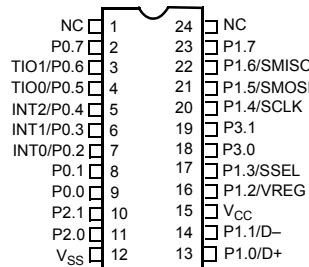 NC 1 24 NC
P0.7 2 23 P1.7
TIO1/P0.6 3 22 P1.6/SMISO
TIO0/P0.5 4 21 P1.5/SMOSI
INT2/P0.4 5 20 P1.4/SCLK
INT1/P0.3 6 19 P3.1
INT0/P0.2 7 18 P3.0
P0.1 8 17 P1.3/SSEL
P0.0 9 16 P1.2/VREG
P2.1 10 15 VCC
P2.0 11 14 P1.1/D–
VSS 12 13 P1.0/D+